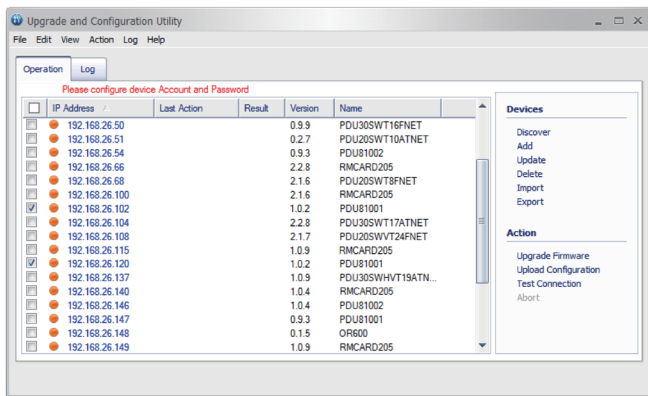 Upgrade and Configuration Utility
File Edit View Action Log Help
Operation Log
Please configure device Account and Password
IP Address Last Action Result Version Name
192.168.26.50 0.9.9 PDU30SWT16FNET
192.168.26.51 0.2.7 PDU20SWT10ATNET
192.168.26.54 0.9.3 PDU81002
192.168.26.66 2.2.8 RMCARD205
192.168.26.68 2.1.6 PDU20SWT8FNET
192.168.26.100 2.1.6 RMCARD205
192.168.26.102 1.0.2 PDU81001
192.168.26.104 2.2.8 PDU30SWT17ATNET
192.168.26.108 2.1.7 PDU20SWVT24FNET
192.168.26.115 1.0.9 RMCARD205
192.168.26.120 1.0.2 PDU81001
192.168.26.137 1.0.9 PDU30SWHVT19ATN...
192.168.26.140 1.0.4 RMCARD205
192.168.26.146 1.0.4 PDU81002
192.168.26.147 0.9.3 PDU81001
192.168.26.148 0.1.5 OR600
192.168.26.149 1.0.9 RMCARD205
Devices
Discover
Add
Update
Delete
Import
Export
Action
Upgrade Firmware
Upload Configuration
Test Connection
Abort